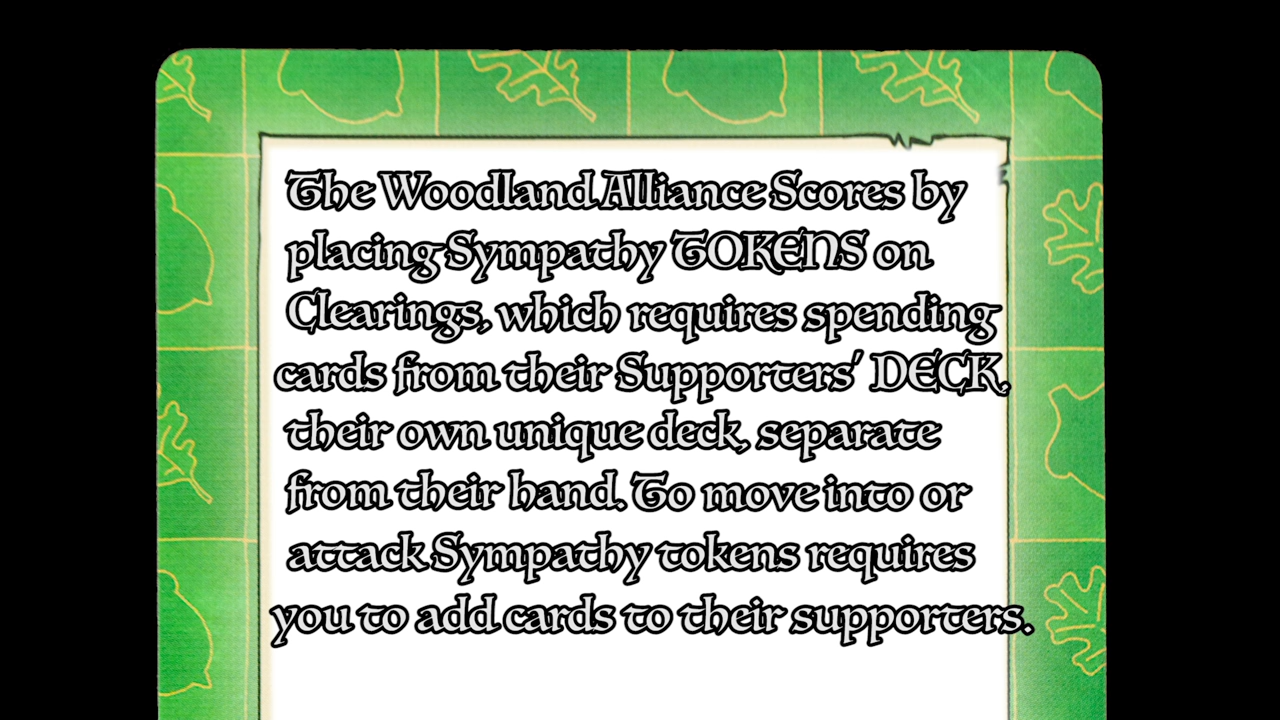 The Woodland Alliance Scores by
placing Sympathy TOKENS on
Clearings, which requires spending
cards from their Supporters' DECK,
their own unique deck, separate
from their hand. To move into or
attack Sympathy tokens requires
you to add cards to their supporters.